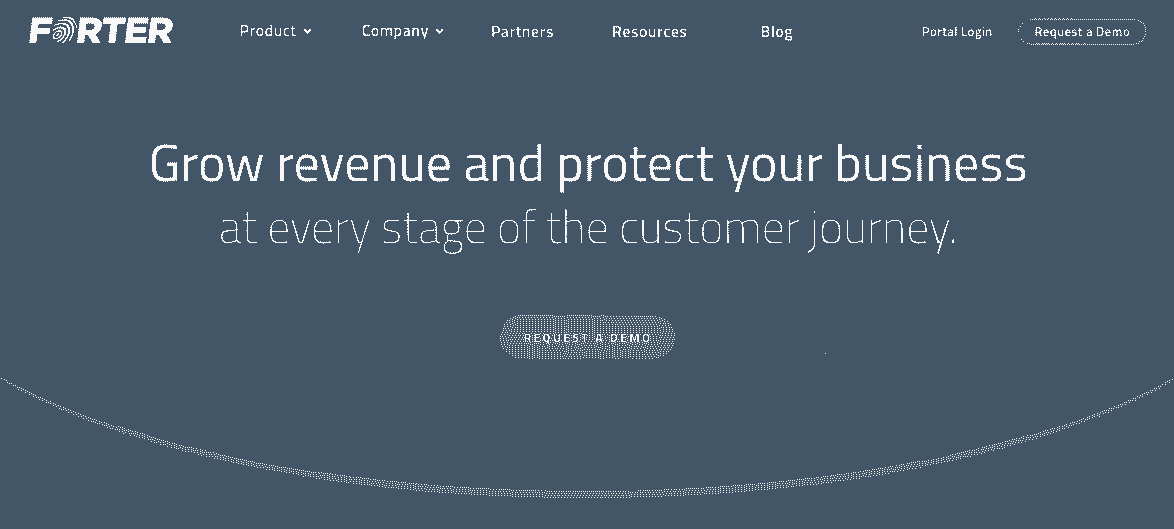 FORTER
Product
Company
Partners
Resources
Blog
Portal Login
Request a Demo
Grow revenue and protect your business
at every stage of the customer journey.
REQUEST A DEMO